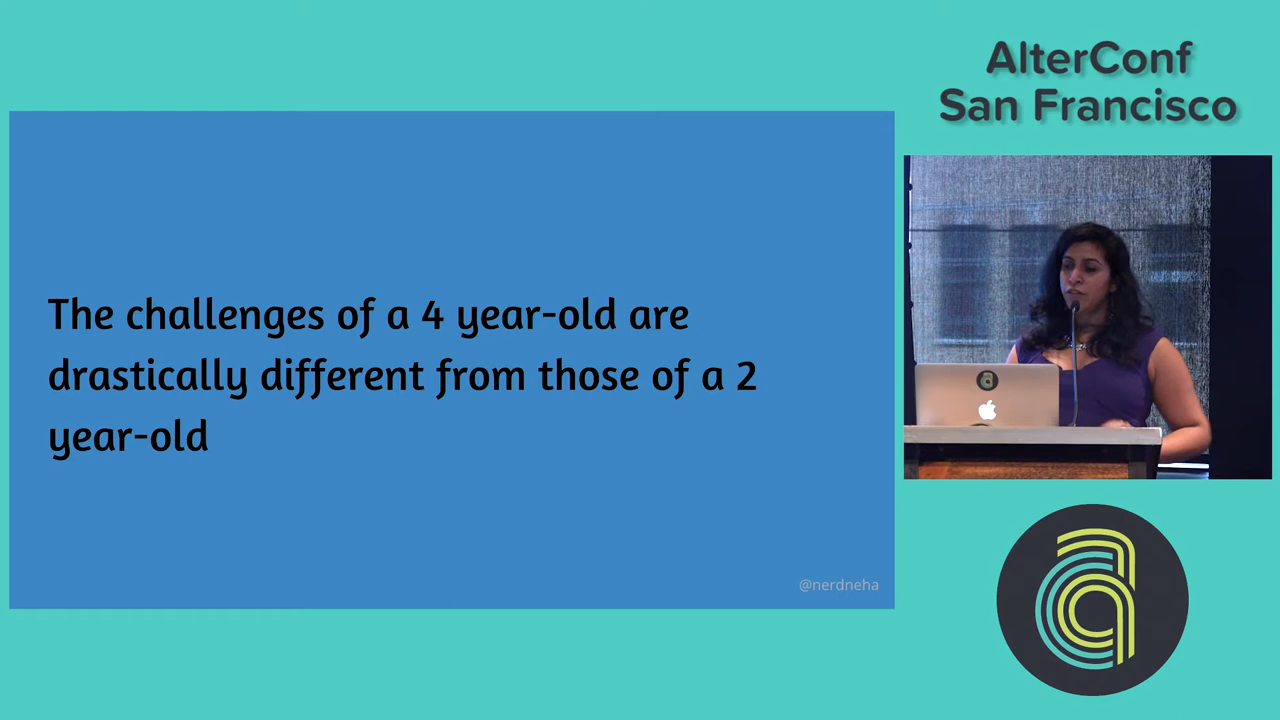 AlterConf
San Francisco
The challenges of a 4 year-old are
drastically different from those of a 2
year-old
@nerdneha